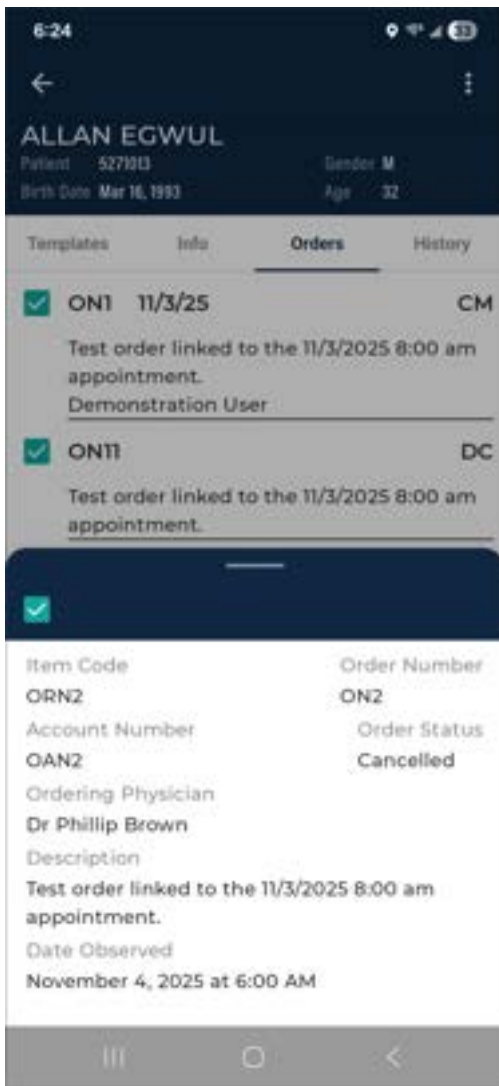 6:24
33
ALLAN EGWUL
Patient 5271013 Gender M
Birth Date Mar 16, 1993 Age 32
Templates Info Orders History
ON1 11/3/25 CM
Test order linked to the 11/3/2025 8:00 am
appointment.
Demonstration User
ON11 DC
Test order linked to the 11/3/2025 8:00 am
appointment.
Item Code Order Number
ORN2 ON2
Account Number Order Status
OAN2 Cancelled
Ordering Physician
Dr Phillip Brown
Description
Test order linked to the 11/3/2025 8:00 am
appointment.
Date Observed
November 4, 2025 at 6:00 AM